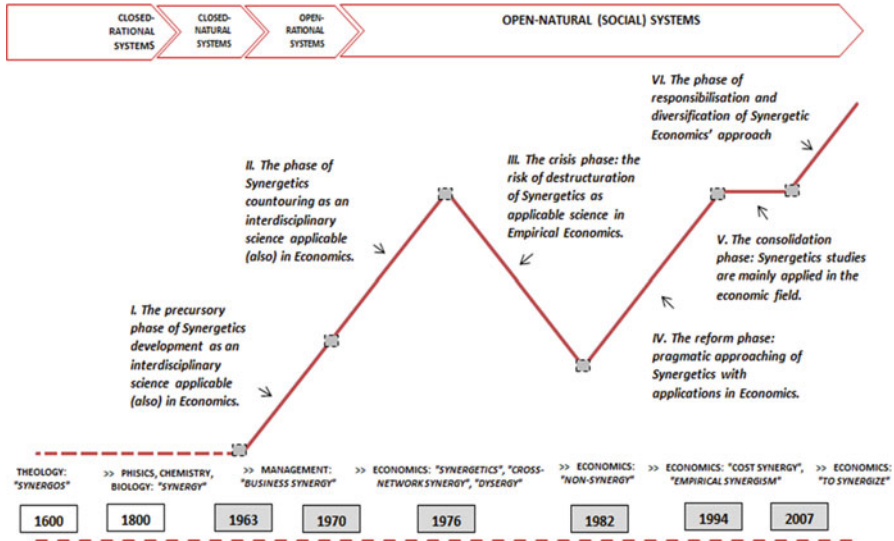 CLOSED-
RATIONAL
SYSTEMS
CLOSED-
NATURAL
SYSTEMS
OPEN-
RATIONAL
SYSTEMS
OPEN-NATURAL (SOCIAL) SYSTEMS
VI. The phase of
responsibilisation and
diversification of Synergetic
Economics' approach
II. The phase of
Synergetics
countouring as an
interdisciplinary
science applicable
(also) in Economics.
III. The crisis phase: the
risk of destructuration
of Synergetics as
applicable science in
Empirical Economics.
V. The consolidation
phase: Synergetics studies
are mainly applied in the
economic field.
I. The precursory
phase of Synergetics
development as an
interdisciplinary
science applicable
(also) in Economics.
IV. The reform phase:
pragmatic approaching of
Synergetics with
applications in Economics.
THEOLOGY:
"SYNERGOS"
>> PHISICS, CHEMISTRY,
BIOLOGY: "SYNERGY"
>> MANAGEMENT:
"BUSINESS SYNERGY"
>> ECONOMICS: "SYNERGETICS", "CROSS-
NETWORK SYNERGY", "DYSERGY"
>> ECONOMICS:
"NON-SYNERGY"
>> ECONOMICS: "COST SYNERGY",
"EMPIRICAL SYNERGISM"
>> ECONOMICS:
"TO SYNERGIZE"
1600
1800
1963
1970
1976
1982
1994
2007